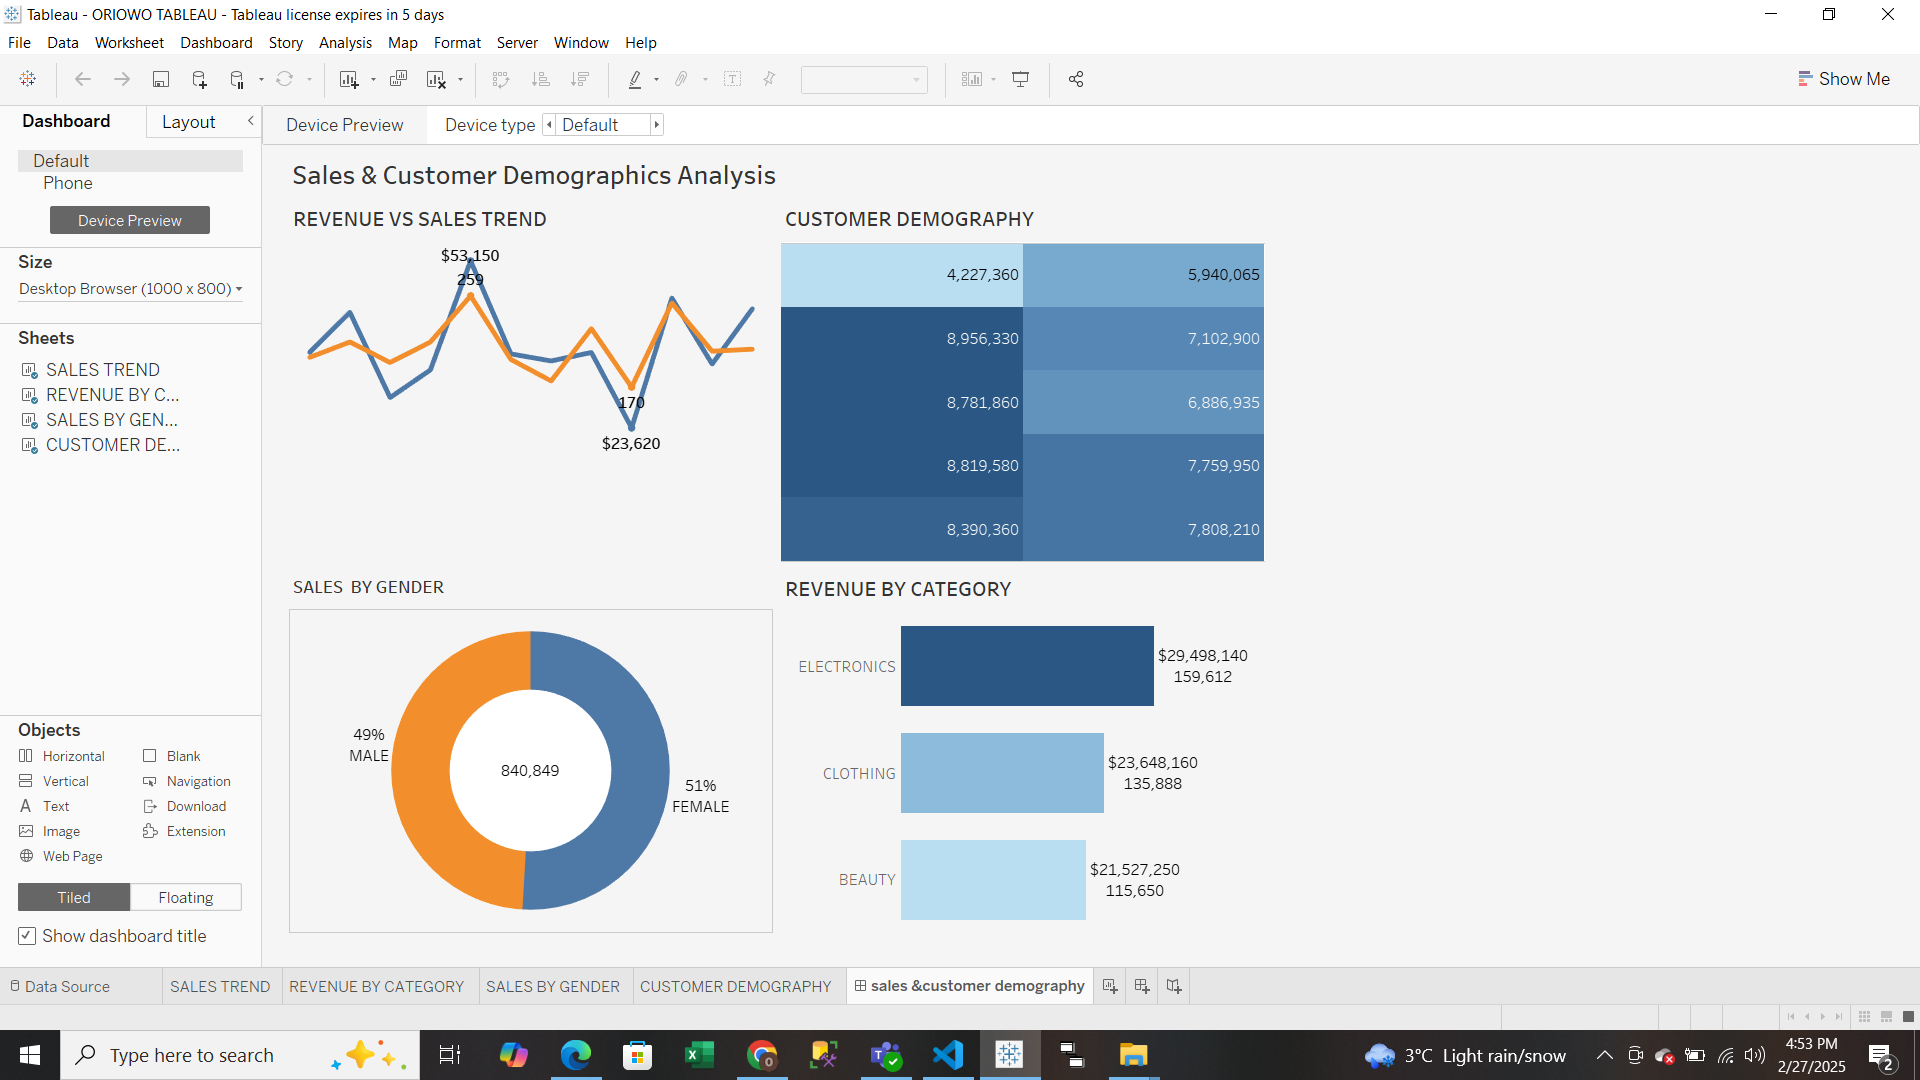 Tableau - ORIOWO TABLEAU - Tableau license expires in 5 days
File Data Worksheet Dashboard Story Analysis Map Format Server Window Help
Show Me
Dashboard Layout
Device Preview Device type Default
Default
Phone
Device Preview
Size
Desktop Browser (1000 x 800)
Sheets
SALES TREND
REVENUE BY C...
SALES BY GEN...
CUSTOMER DE...
Objects
Horizontal Blank
Vertical Navigation
Text Download
Image Extension
Web Page
Tiled Floating
Show dashboard title
Sales & Customer Demographics Analysis
REVENUE VS SALES TREND
$53,150
259
170
$23,620
CUSTOMER DEMOGRAPHY
4,227,360 5,940,065
8,956,330 7,102,900
8,781,860 6,886,935
8,819,580 7,759,950
8,390,360 7,808,210
SALES BY GENDER
49%
MALE
840,849
51%
FEMALE
REVENUE BY CATEGORY
ELECTRONICS
$29,498,140
159,612
CLOTHING
$23,648,160
135,888
BEAUTY
$21,527,250
115,650
Data Source SALES TREND REVENUE BY CATEGORY SALES BY GENDER CUSTOMER DEMOGRAPHY sales &customer demography
Type here to search
3°C Light rain/snow
4:53 PM
2/27/2025
2